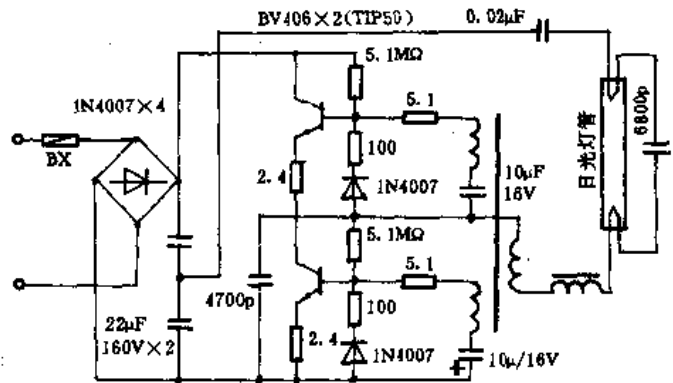 BV406×2(TIP50)
0.02μF
5.1MΩ
1N4007×4
5.1
BX
100
10μF
16V
6800p
日光灯管
2.4
1N4007
5.1MΩ
5.1
4700p
100
22μF
160V×2
2.4
1N4007
10μ/16V